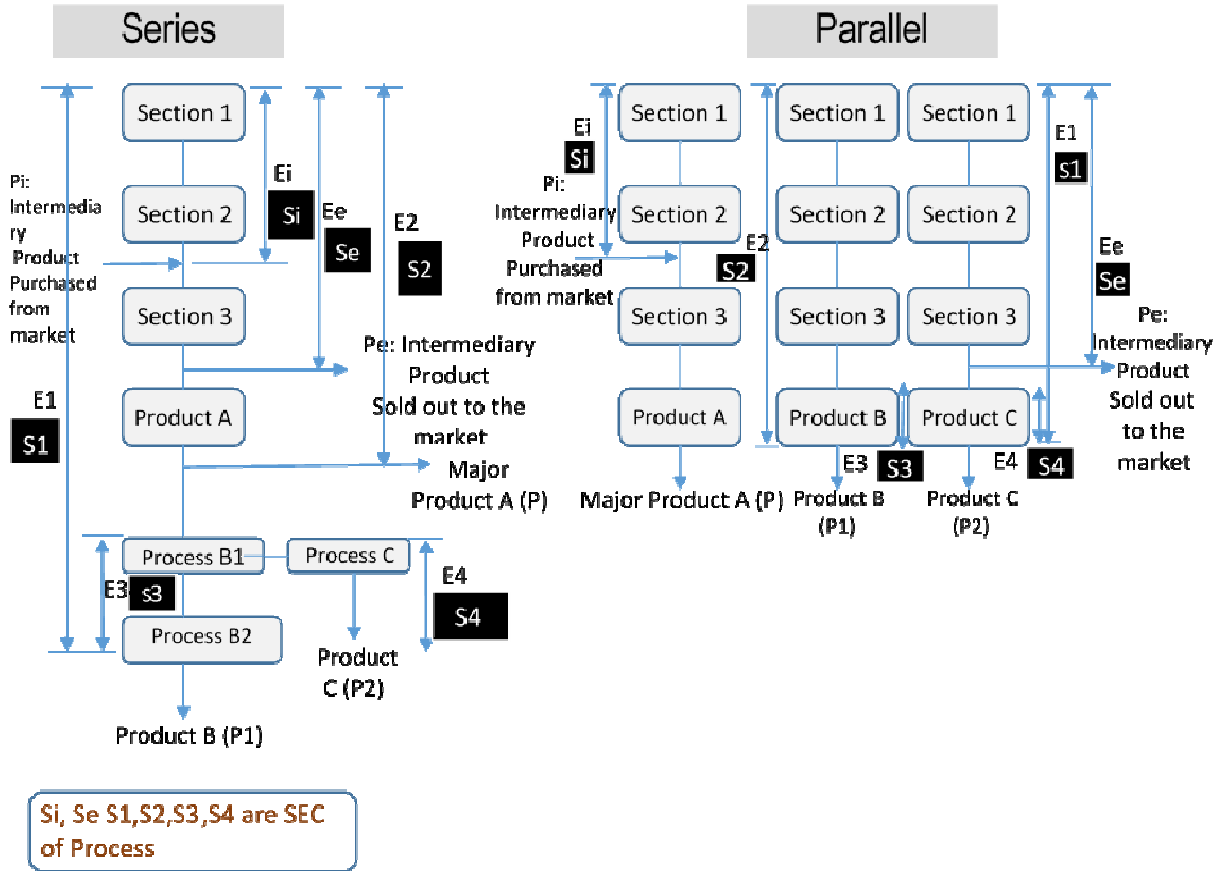 Series
Section 1
Section 2
Section 3
Product A
Ei
Si
Ee
Se
E2
S2
Pi:
Intermedia
ry
Product
Purchased
from
market
E1
S1
Pe: Intermediary
Product
Sold out to the
market
Major
Product A (P)
Process B1
Process C
E3
s3
E4
S4
Process B2
Product
C (P2)
Product B (P1)
Si, Se S1,S2,S3,S4 are SEC
of Process
Parallel
Section 1
Section 1
Section 1
Ei
Si
Pi:
Intermediary
Product
Purchased
from market
Section 2
Section 2
Section 2
E2
S2
E1
s1
Ee
Se
Section 3
Section 3
Section 3
Pe:
Intermediary
Product
Sold out
to the
market
Product A
Product B
Product C
E3
S3
E4
S4
Major Product A (P)
Product B
(P1)
Product C
(P2)